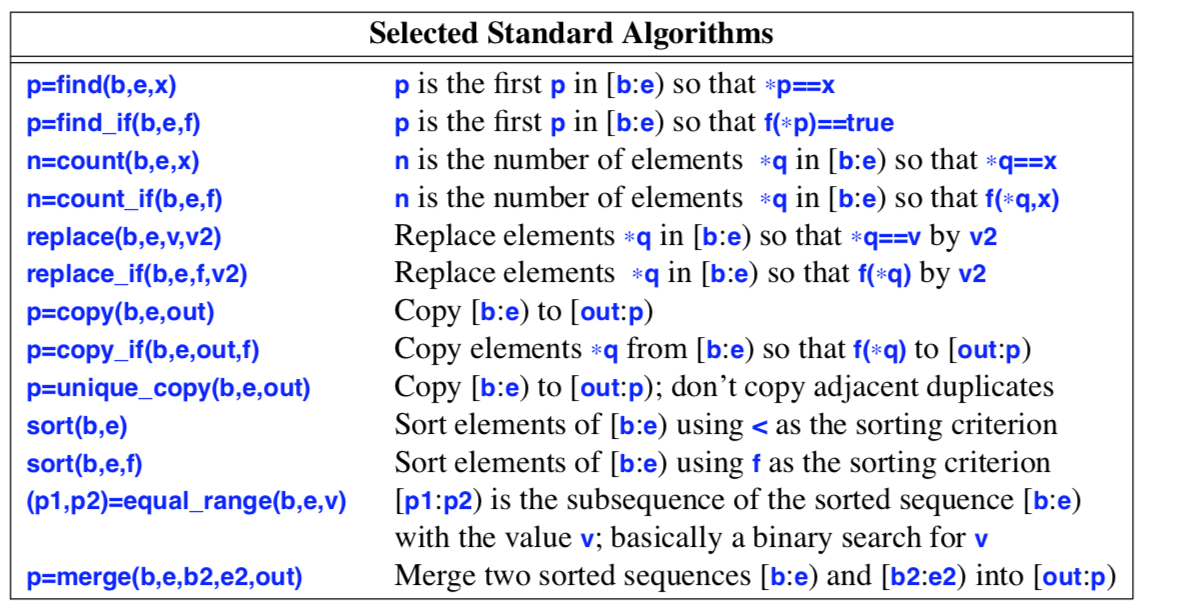 Selected Standard Algorithms
p=find(b,e,x) p is the first p in [b:e) so that ∗p==x
p=find_if(b,e,f) p is the first p in [b:e) so that f(∗p)==true
n=count(b,e,x) n is the number of elements ∗q in [b:e) so that ∗q==x
n=count_if(b,e,f) n is the number of elements ∗q in [b:e) so that f(∗q,x)
replace(b,e,v,v2) Replace elements ∗q in [b:e) so that ∗q==v by v2
replace_if(b,e,f,v2) Replace elements ∗q in [b:e) so that f(∗q) by v2
p=copy(b,e,out) Copy [b:e) to [out:p)
p=copy_if(b,e,out,f) Copy elements ∗q from [b:e) so that f(∗q) to [out:p)
p=unique_copy(b,e,out) Copy [b:e) to [out:p); don't copy adjacent duplicates
sort(b,e) Sort elements of [b:e) using < as the sorting criterion
sort(b,e,f) Sort elements of [b:e) using f as the sorting criterion
(p1,p2)=equal_range(b,e,v) [p1:p2) is the subsequence of the sorted sequence [b:e)
with the value v; basically a binary search for v
p=merge(b,e,b2,e2,out) Merge two sorted sequences [b:e) and [b2:e2) into [out:p)